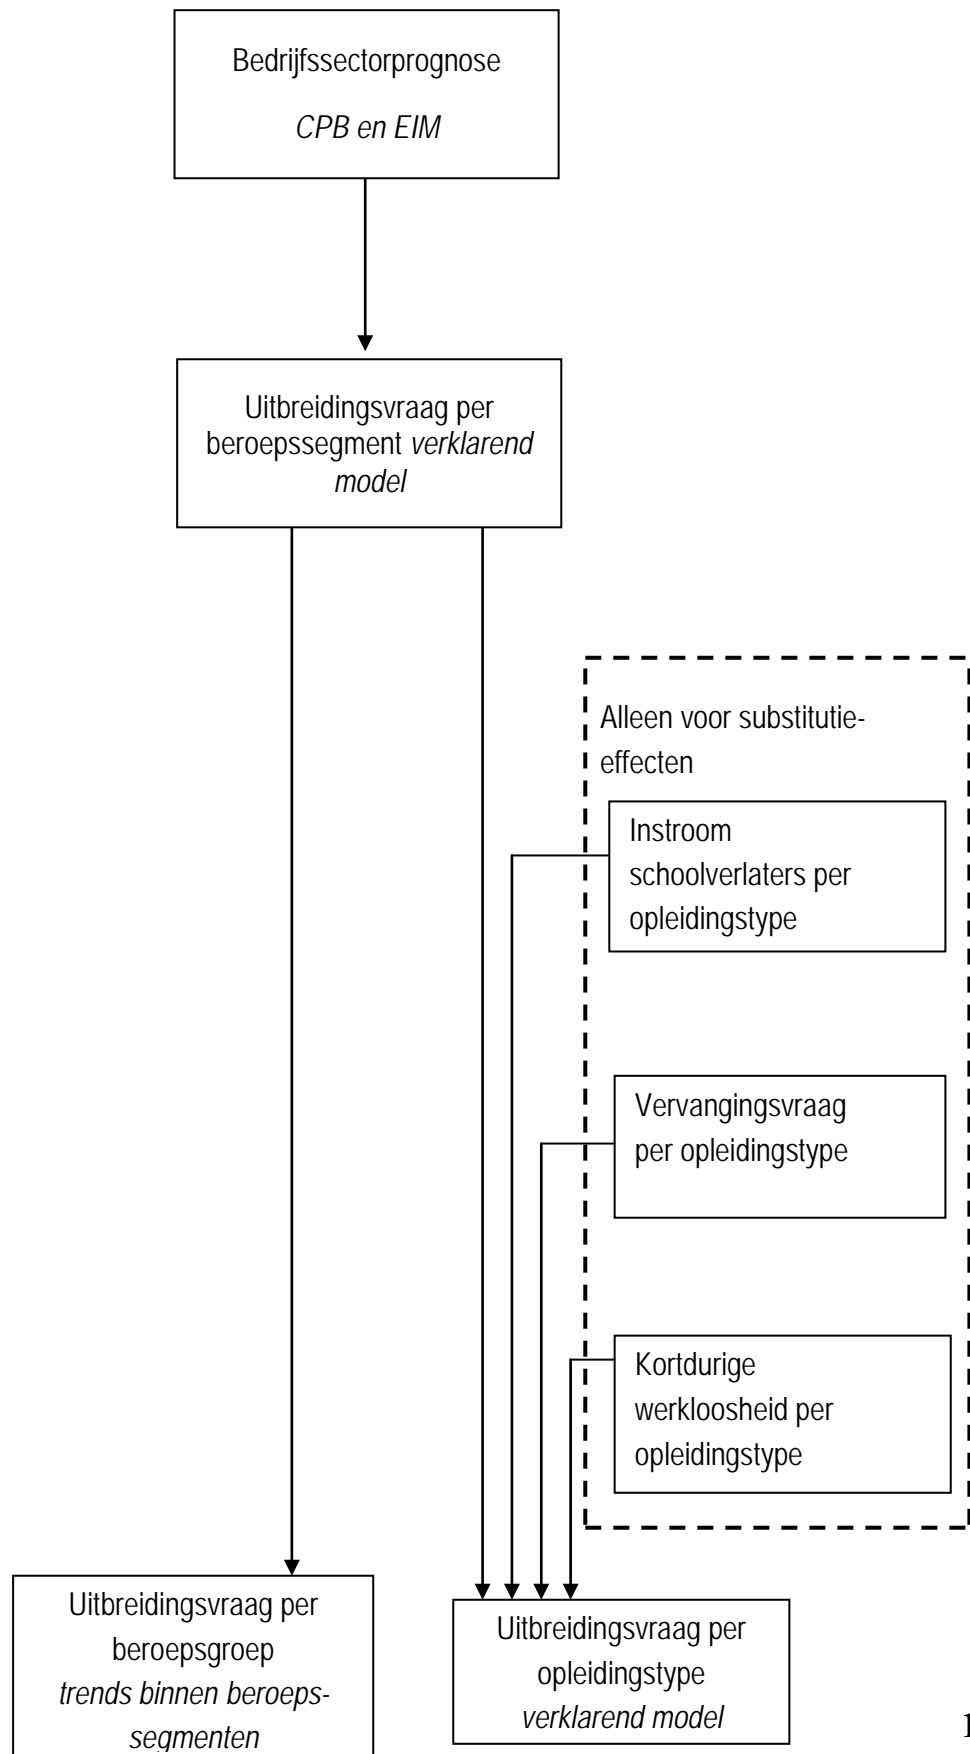 Bedrijfssectorprognose
CPB en EIM
Uitbreidingsvraag per
beroepssegment verklarend
model
Alleen voor substitutie-
effecten
Instroom
schoolverlaters per
opleidingstype
Vervangingsvraag
per opleidingstype
Kortdurige
werkloosheid per
opleidingstype
Uitbreidingsvraag per
beroepsgroep
trends binnen beroeps-
segmenten
Uitbreidingsvraag per
opleidingstype
verklarend model
1